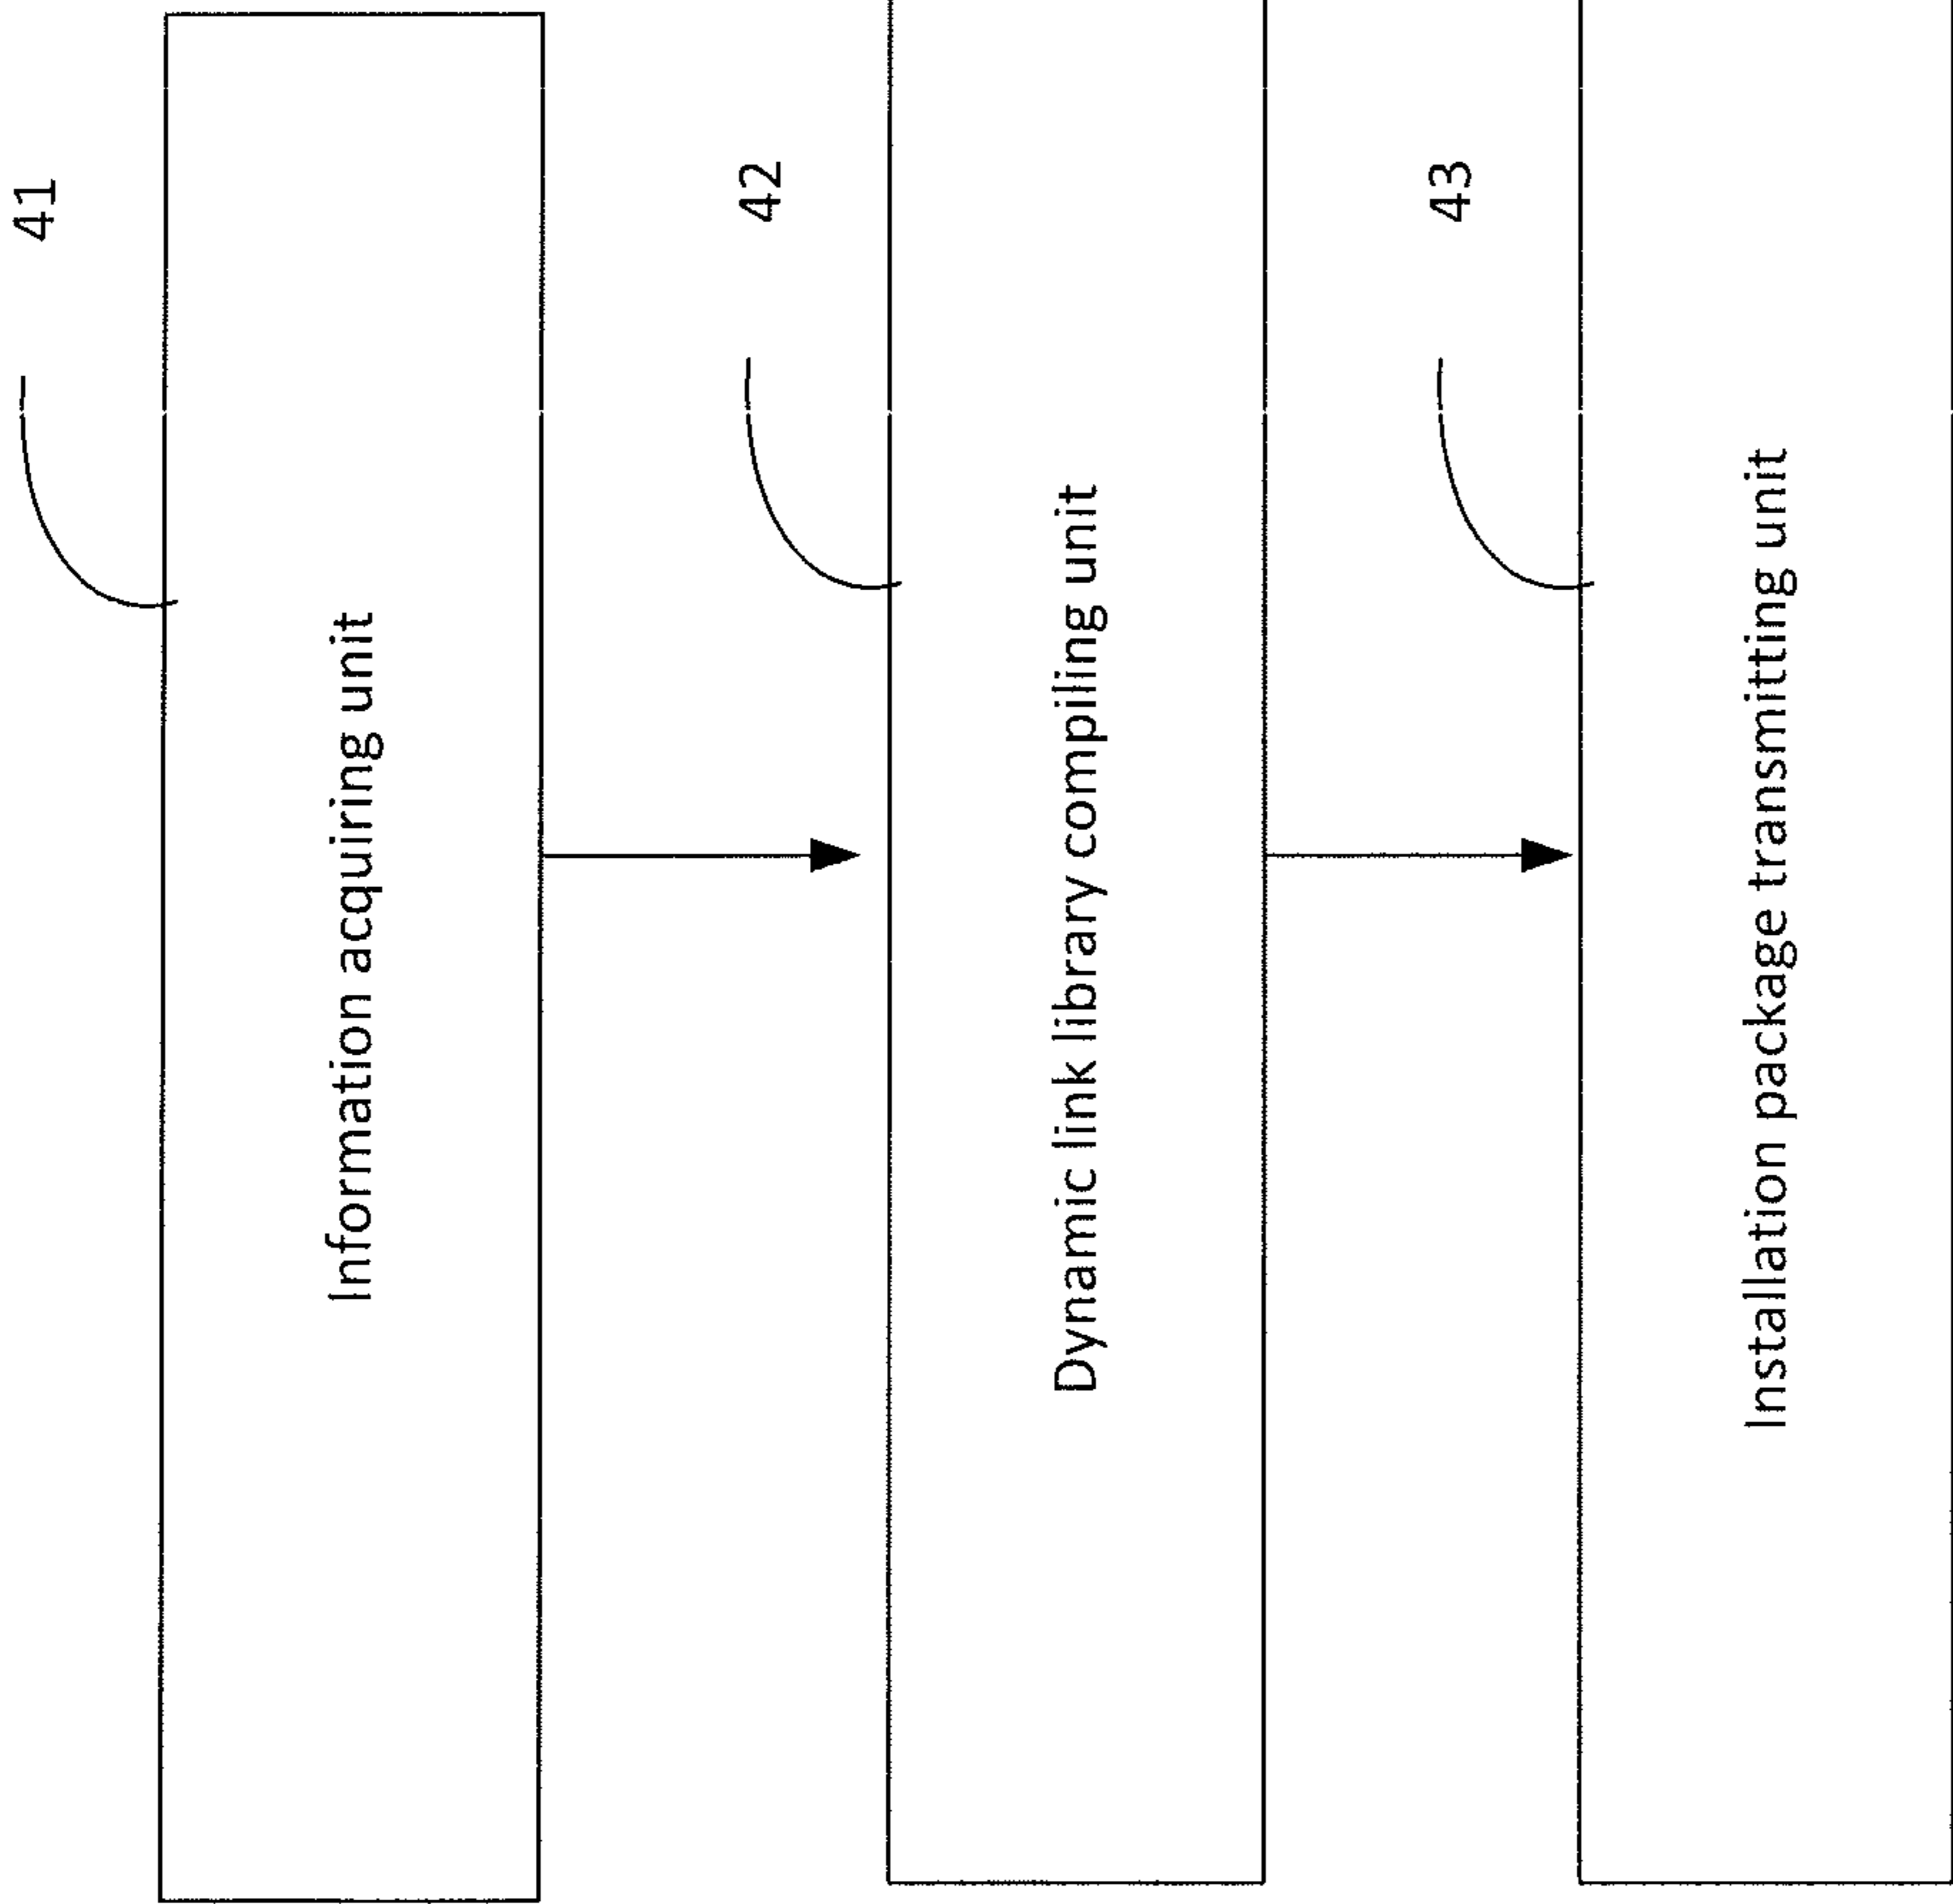 41
Information acquiring unit
42
Dynamic link library compiling unit
43
Installation package transmitting unit